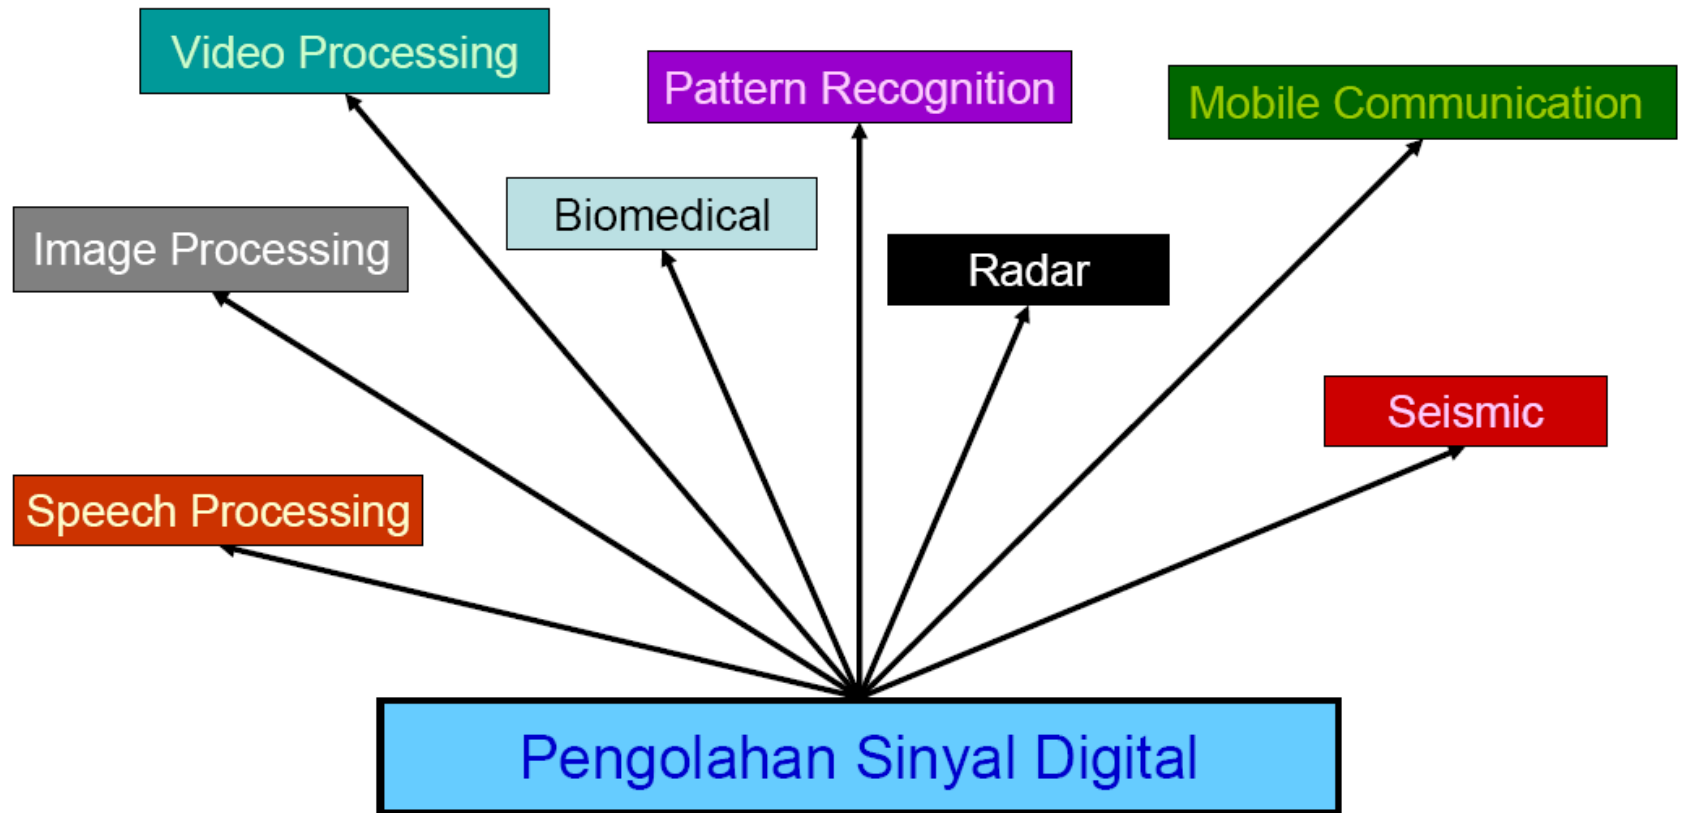 Video Processing
Pattern Recognition
Mobile Communication
Biomedical
Image Processing
Radar
Seismic
Speech Processing
Pengolahan Sinyal Digital